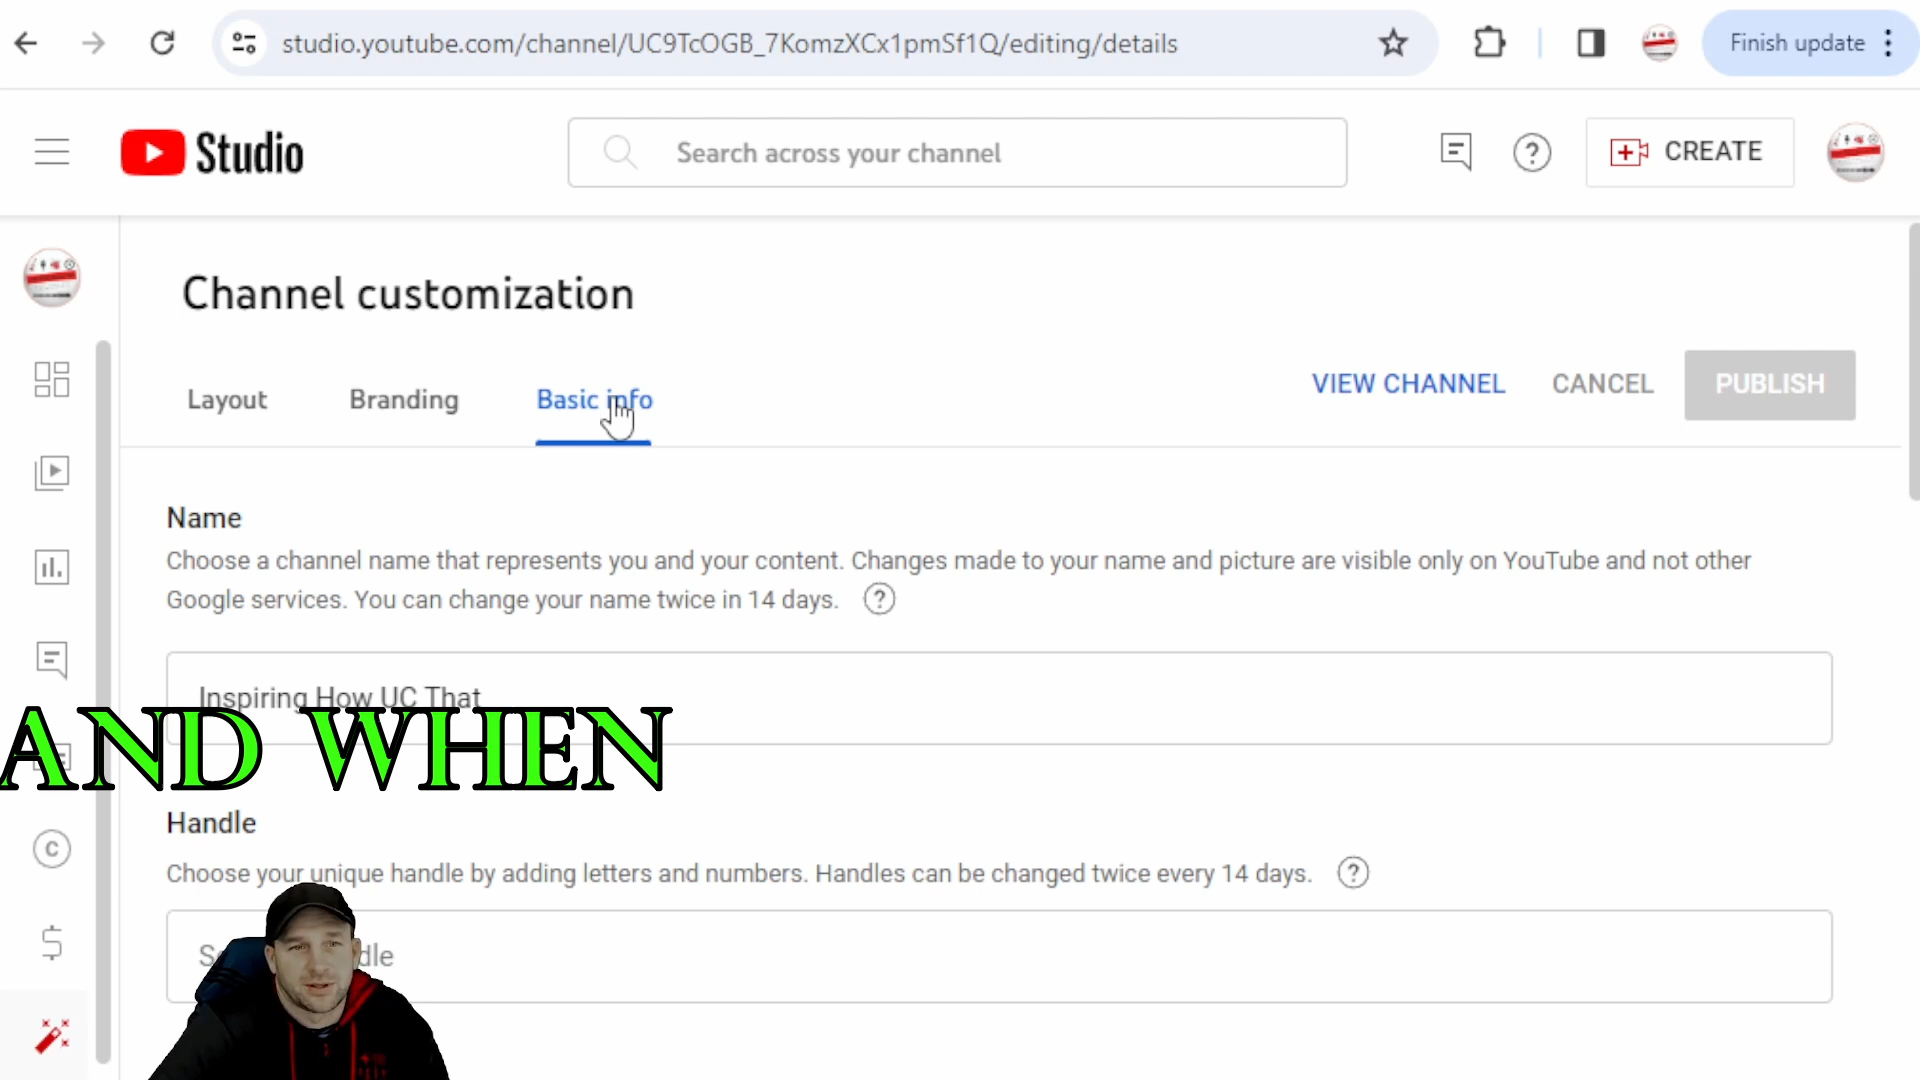 studio.youtube.com/channel/UC9TcOGB_7KomzXCx1pmSf1Q/editing/details
Finish update
Studio
Search across your channel
CREATE
Channel customization
Layout
Branding
Basic info
VIEW CHANNEL
CANCEL
PUBLISH
Name
Choose a channel name that represents you and your content. Changes made to your name and picture are visible only on YouTube and not other
Google services. You can change your name twice in 14 days.
Inspiring How UC That
AND WHEN
Handle
Choose your unique handle by adding letters and numbers. Handles can be changed twice every 14 days.